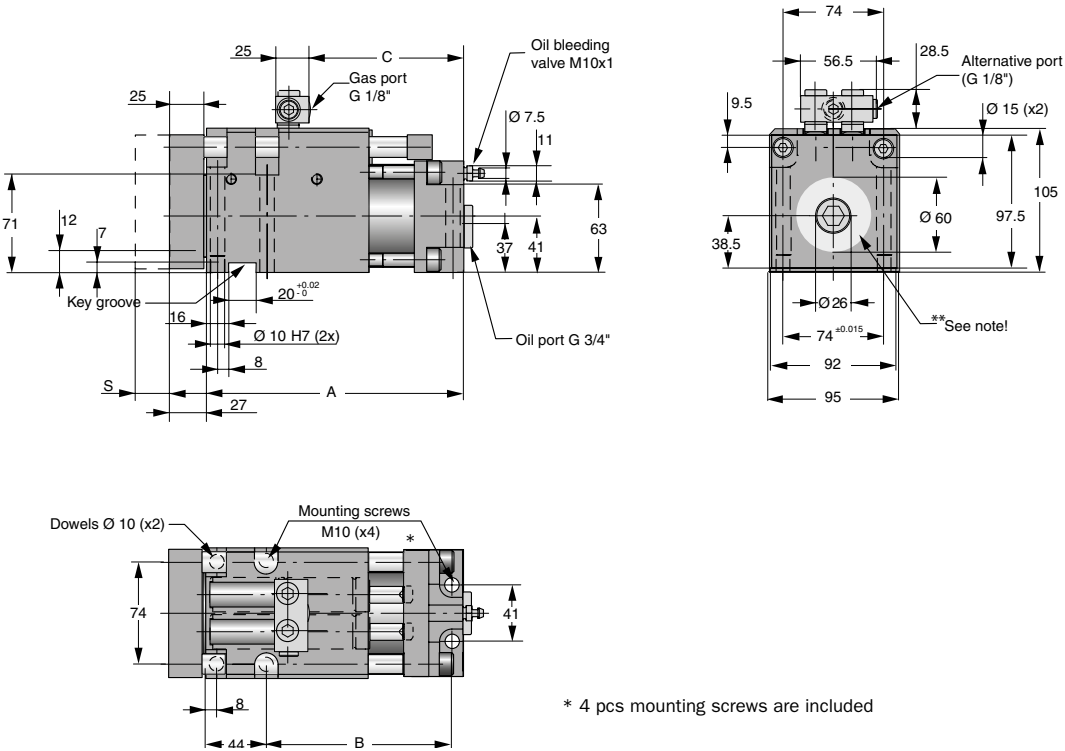 25
C
Oil bleeding
valve M10x1
Gas port
G 1/8"
25
Ø 7.5
11
71
12
7
37
41
63
Key groove
20 +0.02 -0
16
Ø 10 H7 (2x)
8
Oil port G 3/4"
S
A
27
74
56.5
28.5
Alternative port
(G 1/8")
9.5
Ø 15 (x2)
105
Ø 60
97.5
38.5
Ø 26
**See note!
74 ±0.015
92
95
Dowels Ø 10 (x2)
Mounting screws
M10 (x4)
*
74
41
8
44
B
* 4 pcs mounting screws are included